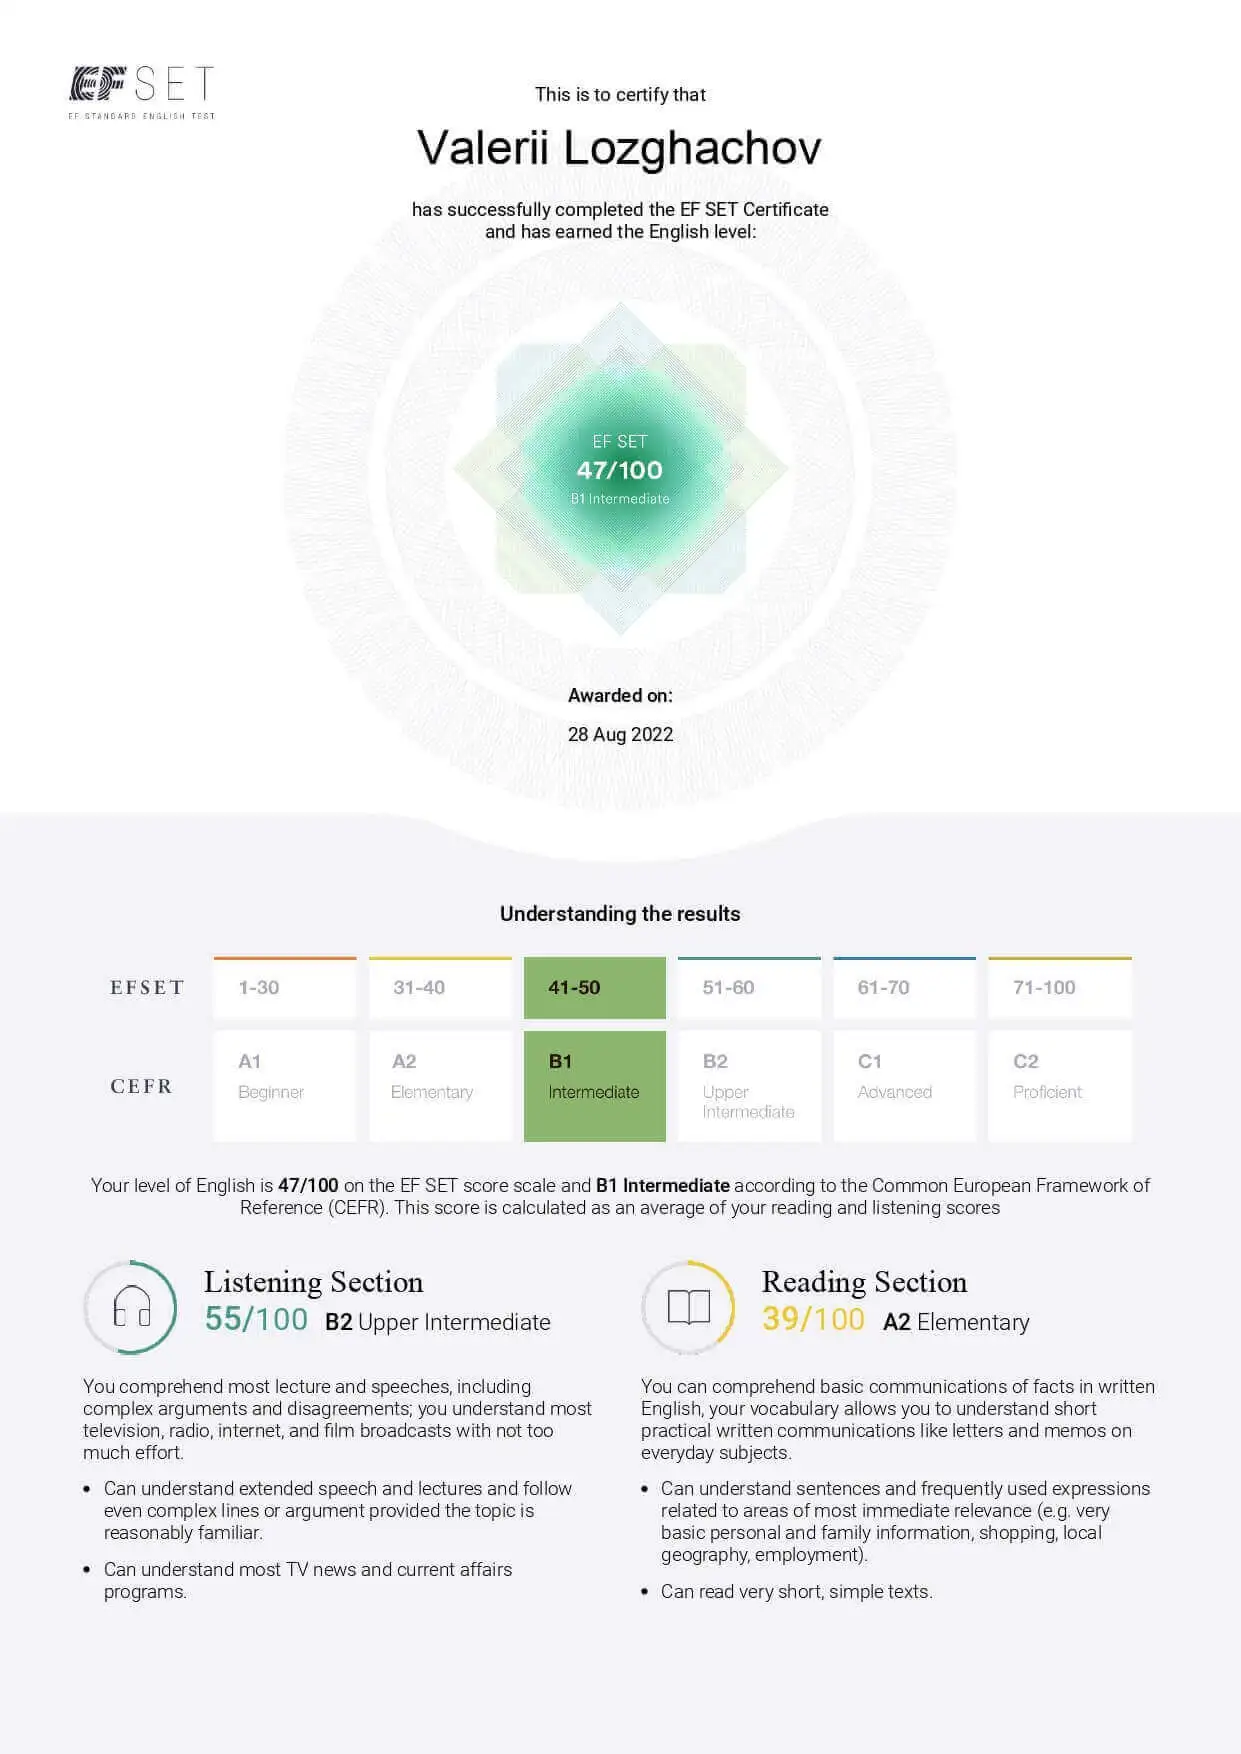 EF SET
EF STANDARD ENGLISH TEST
This is to certify that
Valerii Lozghachov
has successfully completed the EF SET Certificate
and has earned the English level:
EF SET
47/100
B1 Intermediate
Awarded on:
28 Aug 2022
Understanding the results
EFSET 1-30 31-40 41-50 51-60 61-70 71-100
CEFR
A1 A2 B1 B2 C1 C2
Beginner Elementary Intermediate Upper Advanced Proficient
Intermediate
Your level of English is 47/100 on the EF SET score scale and B1 Intermediate according to the Common European Framework of
Reference (CEFR). This score is calculated as an average of your reading and listening scores
Listening Section
55/100 B2 Upper Intermediate
You comprehend most lecture and speeches, including
complex arguments and disagreements; you understand most
television, radio, internet, and film broadcasts with not too
much effort.
• Can understand extended speech and lectures and follow
even complex lines or argument provided the topic is
reasonably familiar.
• Can understand most TV news and current affairs
programs.
Reading Section
39/100 A2 Elementary
You can comprehend basic communications of facts in written
English, your vocabulary allows you to understand short
practical written communications like letters and memos on
everyday subjects.
• Can understand sentences and frequently used expressions
related to areas of most immediate relevance (e.g. very
basic personal and family information, shopping, local
geography, employment).
• Can read very short, simple texts.